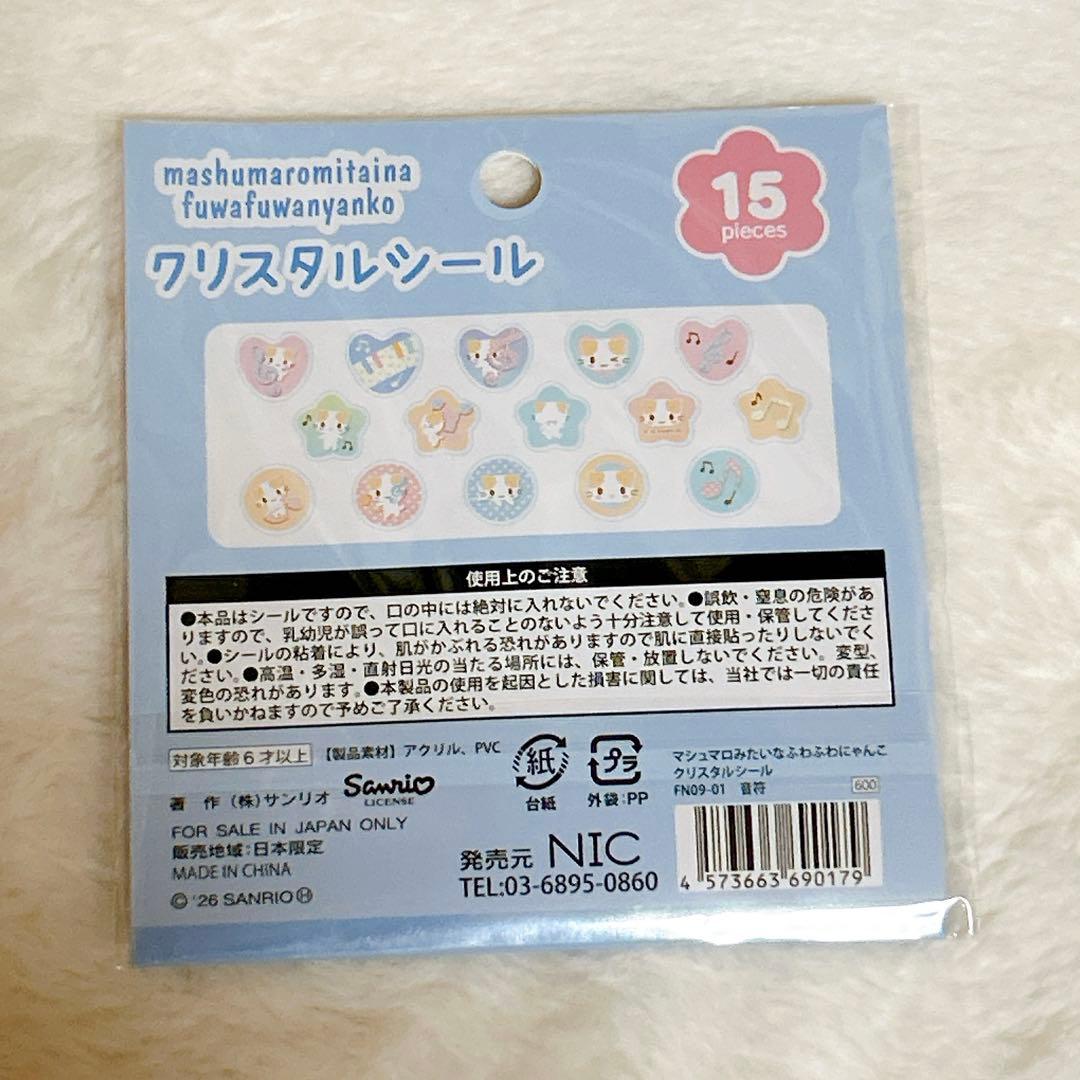 mashumaromitaina
fuwafuwanyanko
クリスタルシール
15
pieces
使用上のご注意
●本品はシールですので、口の中には絶対に入れないでください。●誤飲・窒息の危険があ
りますので、乳幼児が誤って口に入れることのないよう十分注意して使用・保管してくださ
い。●シールの粘着により、肌がかぶれる恐れがありますので肌に直接貼ったりしないでく
ださい。●高温・多湿・直射日光の当たる場所には、保管・放置しないでください。変型、
変色の恐れがあります。●本製品の使用を起因とした損害に関しては、当社では一切の責任
を負いかねますので予めご了承ください。
対象年齢6才以上
【製品素材】アクリル、PVC
著 作 (株)サンリオ
Sanrio
LICENSE
FOR SALE IN JAPAN ONLY
販売地域:日本限定
MADE IN CHINA
© '26 SANRIO Ⓗ
紙
台紙
プラ
外袋:PP
発売元 NIC
TEL:03-6895-0860
マシュマロみたいなふわふわにゃんこ
クリスタルシール
FN09-01 音符
600
4 573663 690179